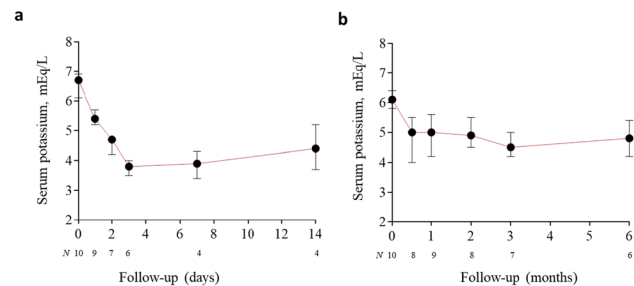 a
8
7
6
5
4
3
2
Serum potassium, mEq/L
0 2 4 6 8 10 12 14
N 10 9 7 6 4 4
Follow-up (days)
b
8
7
6
5
4
3
2
Serum potassium, mEq/L
0 1 2 3 4 5 6
N 10 8 9 8 7 6
Follow-up (months)